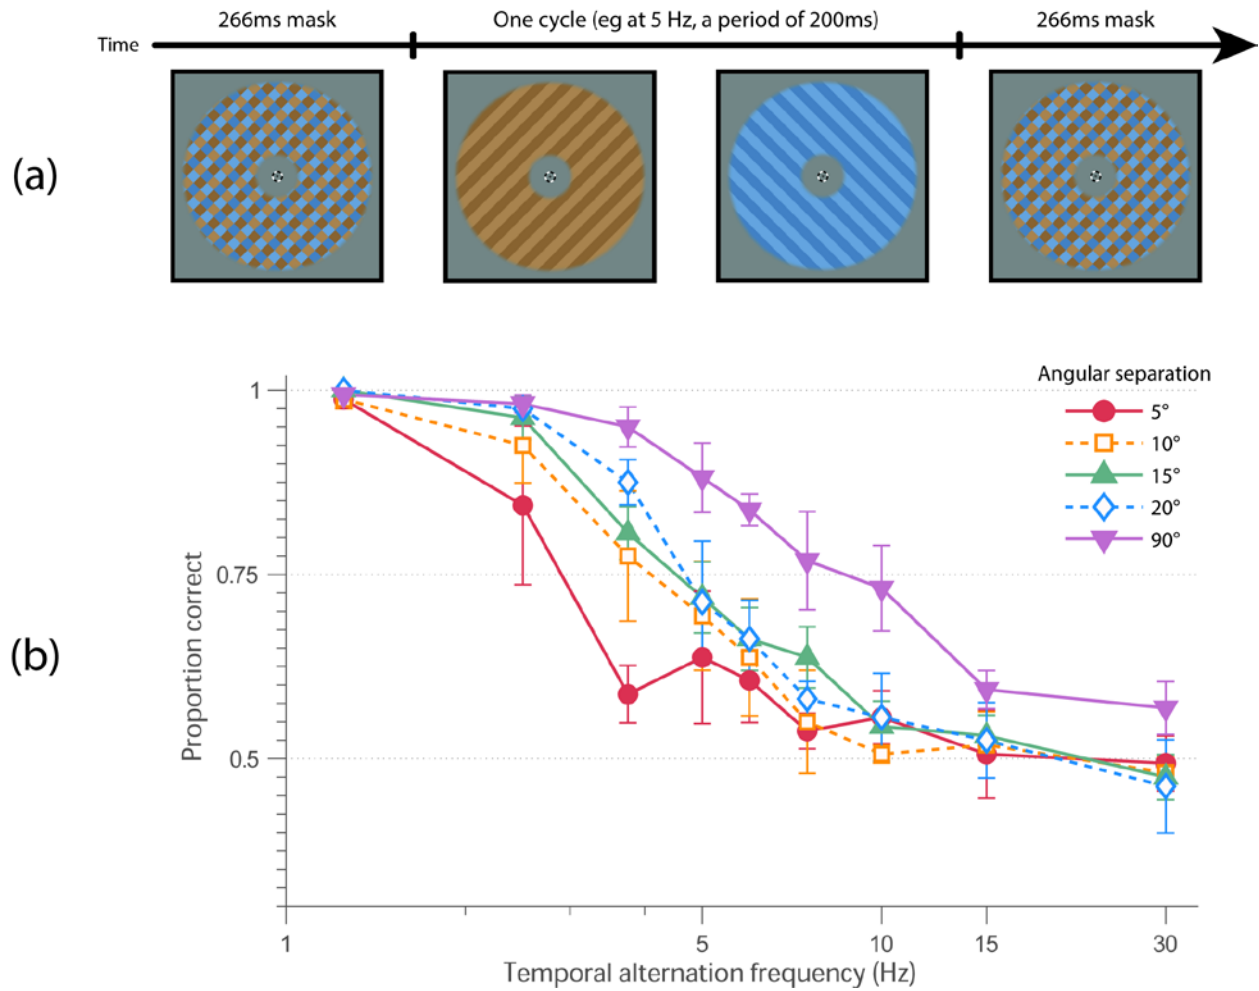 266ms mask
One cycle (eg at 5 Hz, a period of 200ms)
266ms mask
Time
(a)
(b)
Angular separation
5°
10°
15°
20°
90°
Proportion correct
1
0.75
0.5
1
5
10
15
30
Temporal alternation frequency (Hz)